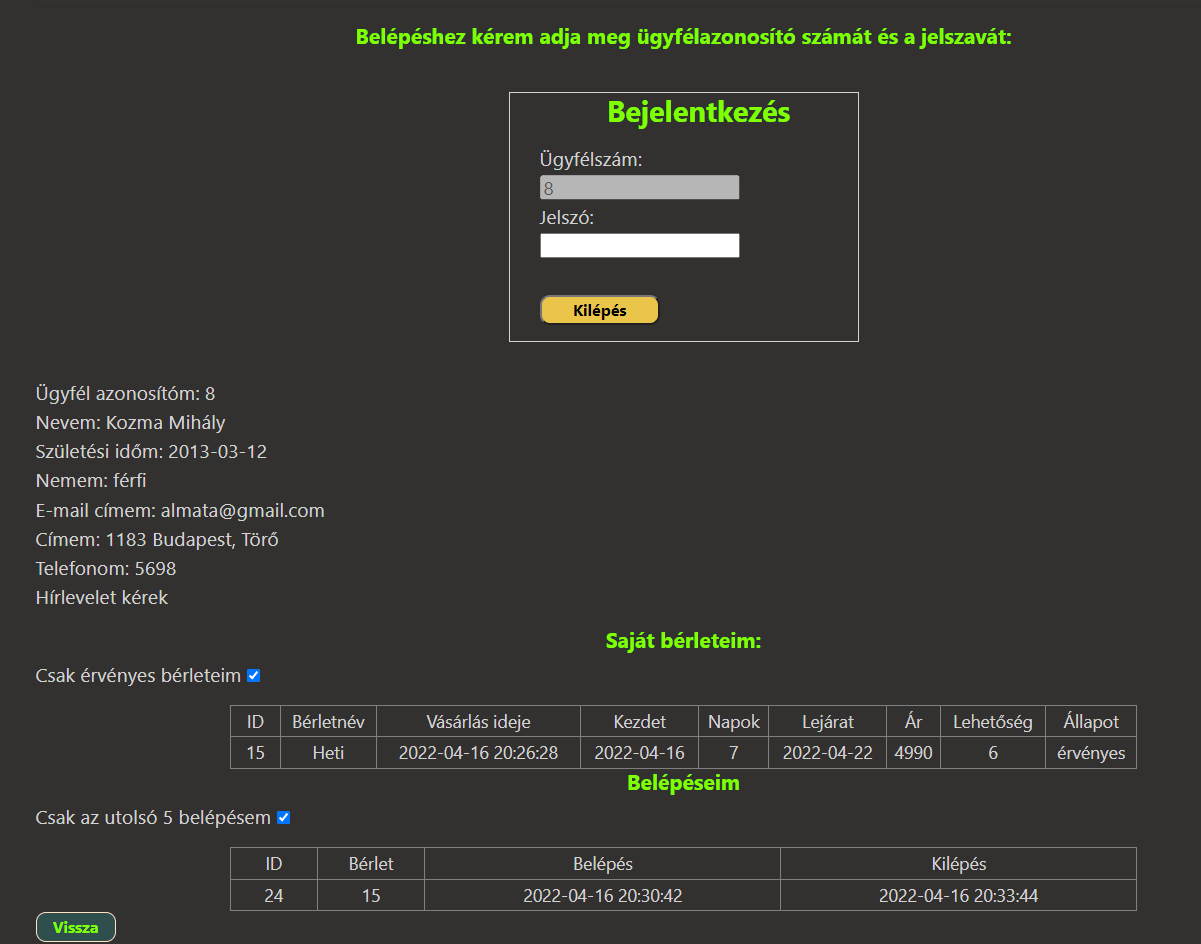 Belépéshez kérem adja meg ügyfélazonosító számát és a jelszavát:
Bejelentkezés
Ügyfélszám:
8
Jelszó:
Kilépés
Ügyfél azonosítóm: 8
Nevem: Kozma Mihály
Születési időm: 2013-03-12
Nemem: férfi
E-mail címem: almata@gmail.com
Címem: 1183 Budapest, Törő
Telefonom: 5698
Hírlevelet kérek
Saját bérleteim:
Csak érvényes bérleteim
ID Bérletnév Vásárlás ideje Kezdet Napok Lejárat Ár Lehetőség Állapot
15 Heti 2022-04-16 20:26:28 2022-04-16 7 2022-04-22 4990 6 érvényes
Belépéseim
Csak az utolsó 5 belépésem
ID Bérlet Belépés Kilépés
24 15 2022-04-16 20:30:42 2022-04-16 20:33:44
Vissza